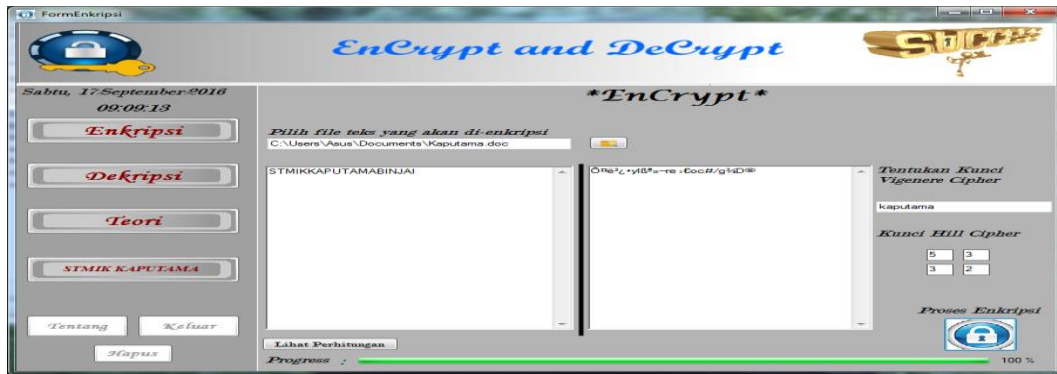 FormEnkripsi
EnCrypt and DeCrypt
SUCCESS
Sabtu, 17/September/2016
09:09:13
*EnCrypt*
Enkripsi
Dekripsi
Teori
STMIK KAPUTAMA
Tentang
Keluar
Hapus
Pilih file teks yang akan di-enkripsi
C:\Users\Asus\Documents\Kaputama.doc
STMIKKAPUTAMABINJAI
Tentukan Kunci
Vigenere Cipher
kaputama
Kunci Hill Cipher
5 3
3 2
Proses Enkripsi
Lihat Perhitungan
Progress :
100 %